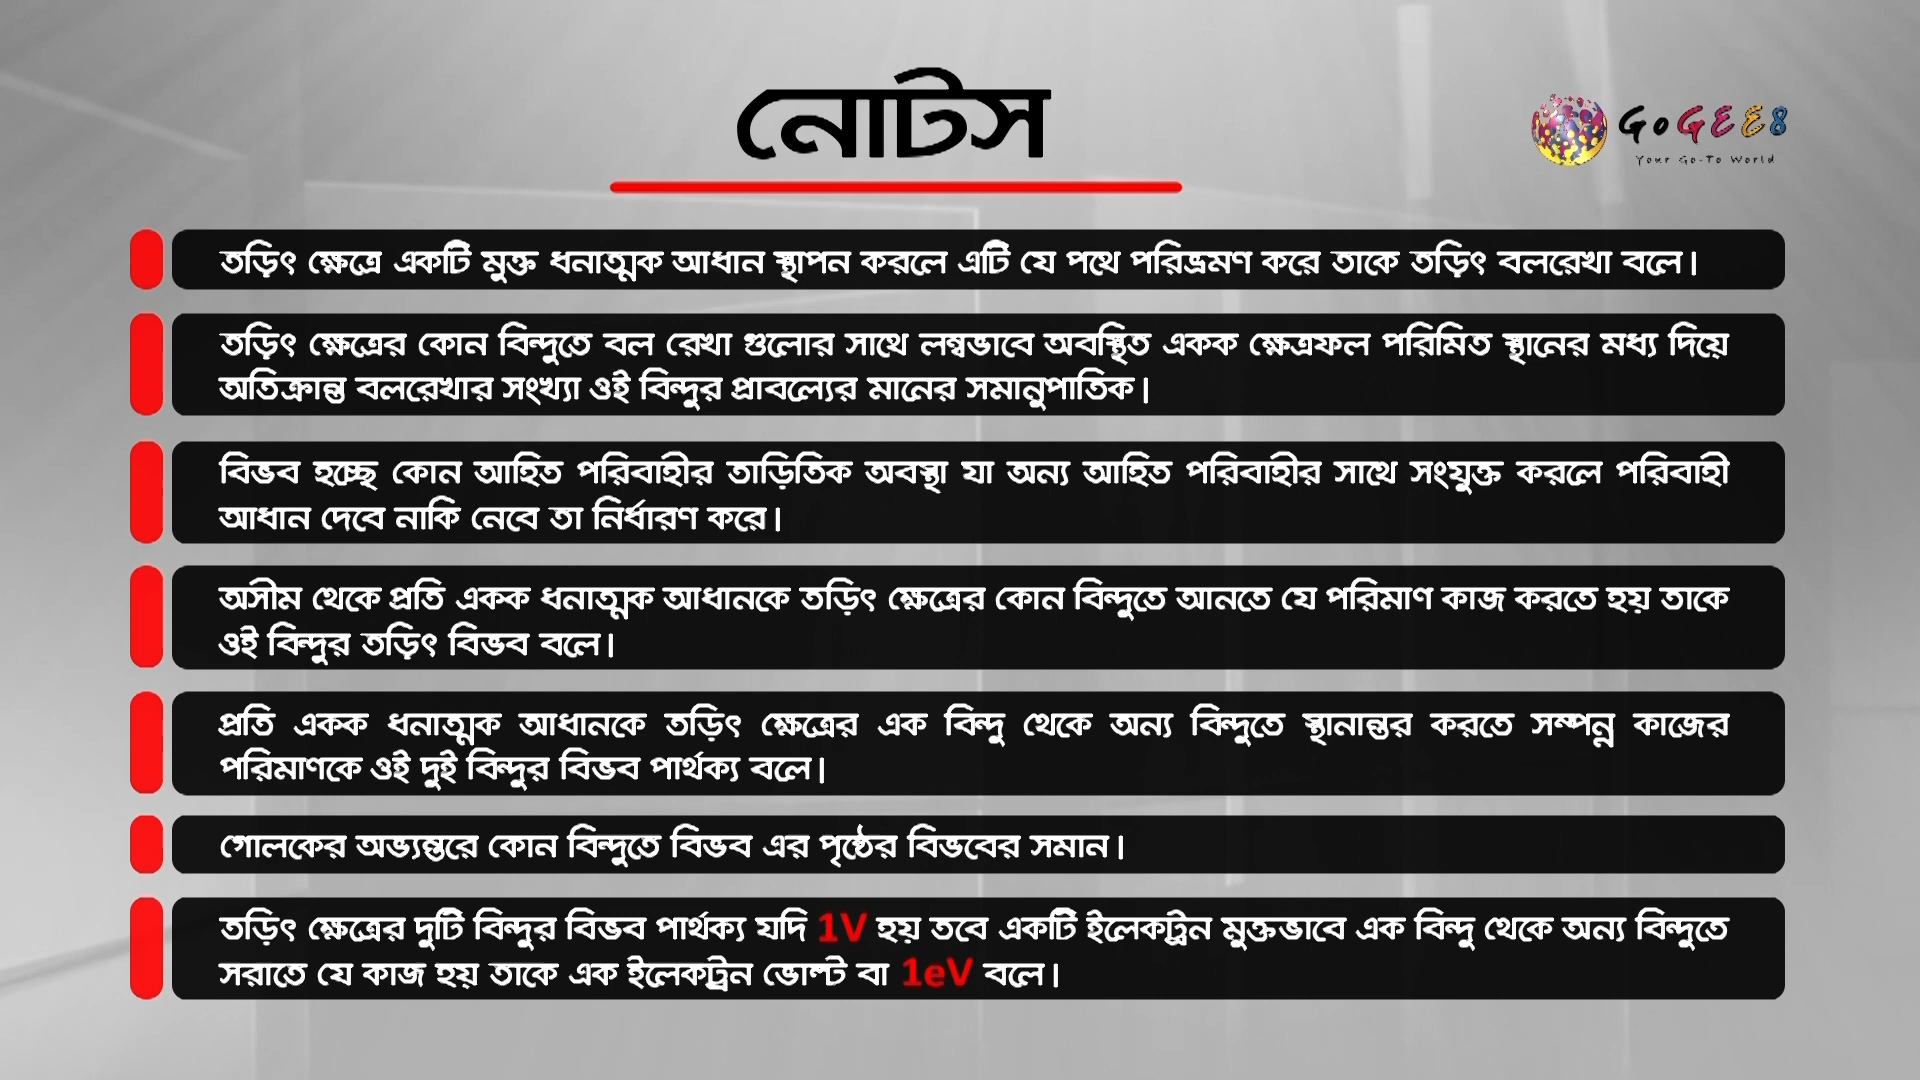 নোটস
GoGEE8
Your Go-To World
তড়িৎ ক্ষেত্রে একটি মুক্ত ধনাত্মক আধান স্থাপন করলে এটি যে পথে পরিভ্রমণ করে তাকে তড়িৎ বলরেখা বলে।
তড়িৎ ক্ষেত্রের কোন বিন্দুতে বল রেখা গুলোর সাথে লম্বভাবে অবস্থিত একক ক্ষেত্রফল পরিমিত স্থানের মধ্য দিয়ে
অতিক্রান্ত বলরেখার সংখ্যা ওই বিন্দুর প্রাবল্যের মানের সমানুপাতিক।
বিভব হচ্ছে কোন আহিত পরিবাহীর তাড়িতিক অবস্থা যা অন্য আহিত পরিবাহীর সাথে সংযুক্ত করলে পরিবাহী
আধান দেবে নাকি নেবে তা নির্ধারণ করে।
অসীম থেকে প্রতি একক ধনাত্মক আধানকে তড়িৎ ক্ষেত্রের কোন বিন্দুতে আনতে যে পরিমাণ কাজ করতে হয় তাকে
ওই বিন্দুর তড়িৎ বিভব বলে।
প্রতি একক ধনাত্মক আধানকে তড়িৎ ক্ষেত্রের এক বিন্দু থেকে অন্য বিন্দুতে স্থানান্তর করতে সম্পন্ন কাজের
পরিমাণকে ওই দুই বিন্দুর বিভব পার্থক্য বলে।
গোলকের অভ্যন্তরে কোন বিন্দুতে বিভব এর পৃষ্ঠের বিভবের সমান।
তড়িৎ ক্ষেত্রের দুটি বিন্দুর বিভব পার্থক্য যদি 1V হয় তবে একটি ইলেকট্রন মুক্তভাবে এক বিন্দু থেকে অন্য বিন্দুতে
সরাতে যে কাজ হয় তাকে এক ইলেকট্রন ভোল্ট বা 1eV বলে।